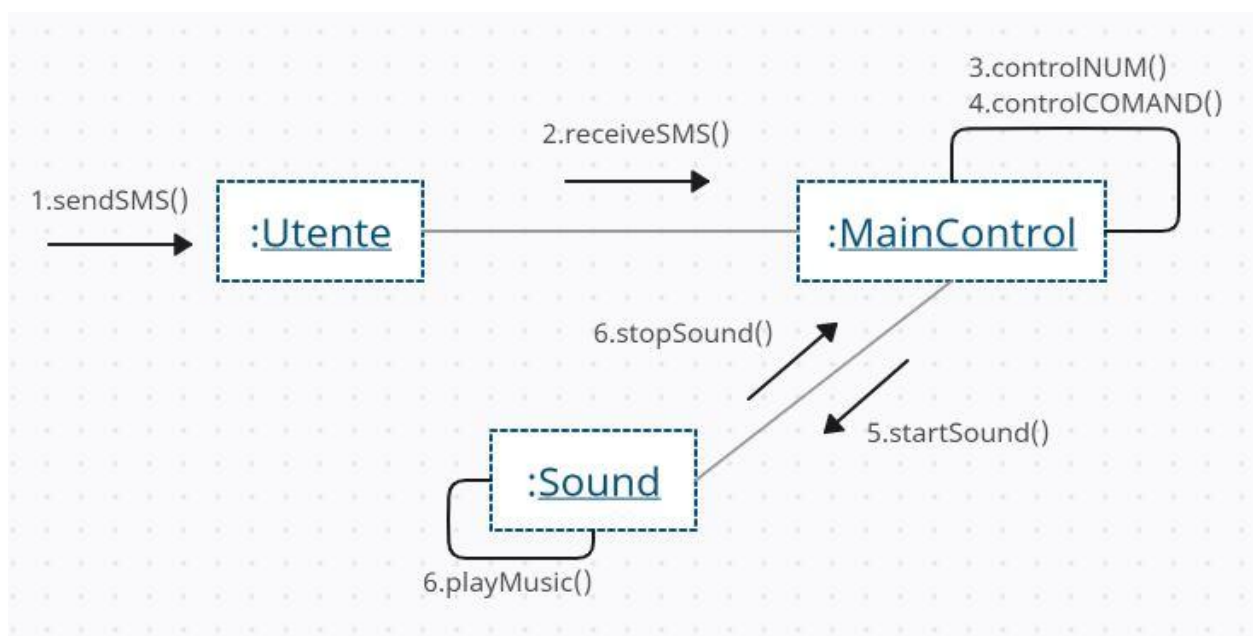 3.controlNUM()
4.controlCOMAND()
2.receiveSMS()
1.sendSMS()
:Utente
:MainControl
6.stopSound()
5.startSound()
:Sound
6.playMusic()